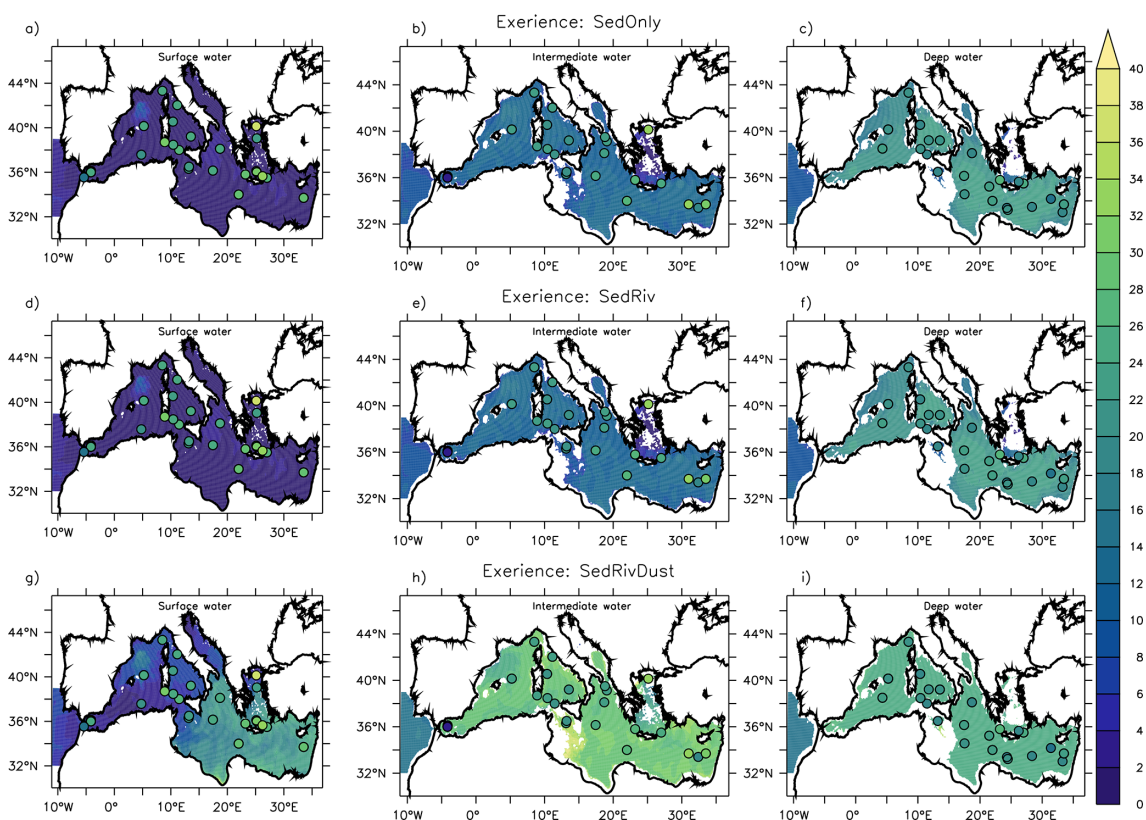 Exerience: SedOnly
a) b) c)
Surface water Intermediate water Deep water
44°N 44°N 44°N
40°N 40°N 40°N
36°N 36°N 36°N
32°N 32°N 32°N
10°W 0° 10°E 20°E 30°E 10°W 0° 10°E 20°E 30°E 10°W 0° 10°E 20°E 30°E
Exerience: SedRiv
d) e) f)
Surface water Intermediate water Deep water
44°N 44°N 44°N
40°N 40°N 40°N
36°N 36°N 36°N
32°N 32°N 32°N
10°W 0° 10°E 20°E 30°E 10°W 0° 10°E 20°E 30°E 10°W 0° 10°E 20°E 30°E
Exerience: SedRivDust
g) h) i)
Surface water Intermediate water Deep water
44°N 44°N 44°N
40°N 40°N 40°N
36°N 36°N 36°N
32°N 32°N 32°N
10°W 0° 10°E 20°E 30°E 10°W 0° 10°E 20°E 30°E 10°W 0° 10°E 20°E 30°E
40
38
36
34
32
30
28
26
24
22
20
18
16
14
12
10
8
6
4
2
0